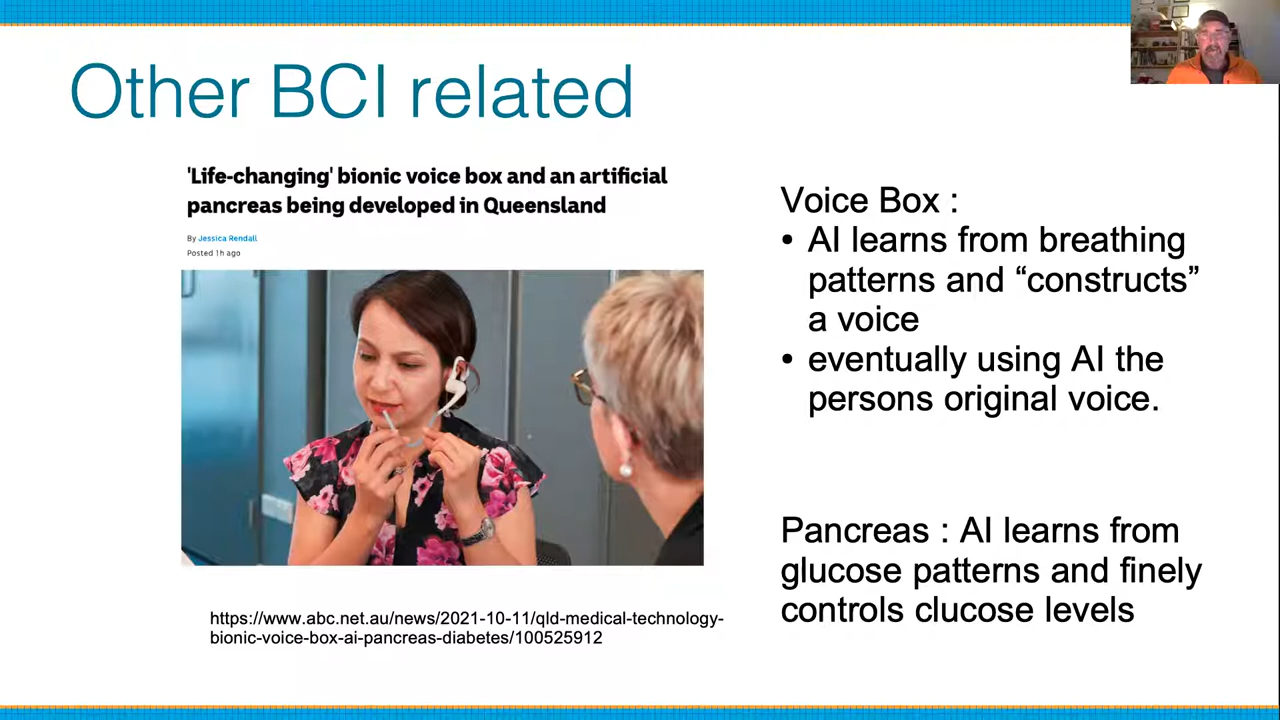 Other BCI related
'Life-changing' bionic voice box and an artificial
pancreas being developed in Queensland
By Jessica Rendall
Posted 1h ago
Voice Box :
• AI learns from breathing
patterns and “constructs”
a voice
• eventually using AI the
persons original voice.
Pancreas : AI learns from
glucose patterns and finely
controls clucose levels
https://www.abc.net.au/news/2021-10-11/qld-medical-technology-
bionic-voice-box-ai-pancreas-diabetes/100525912